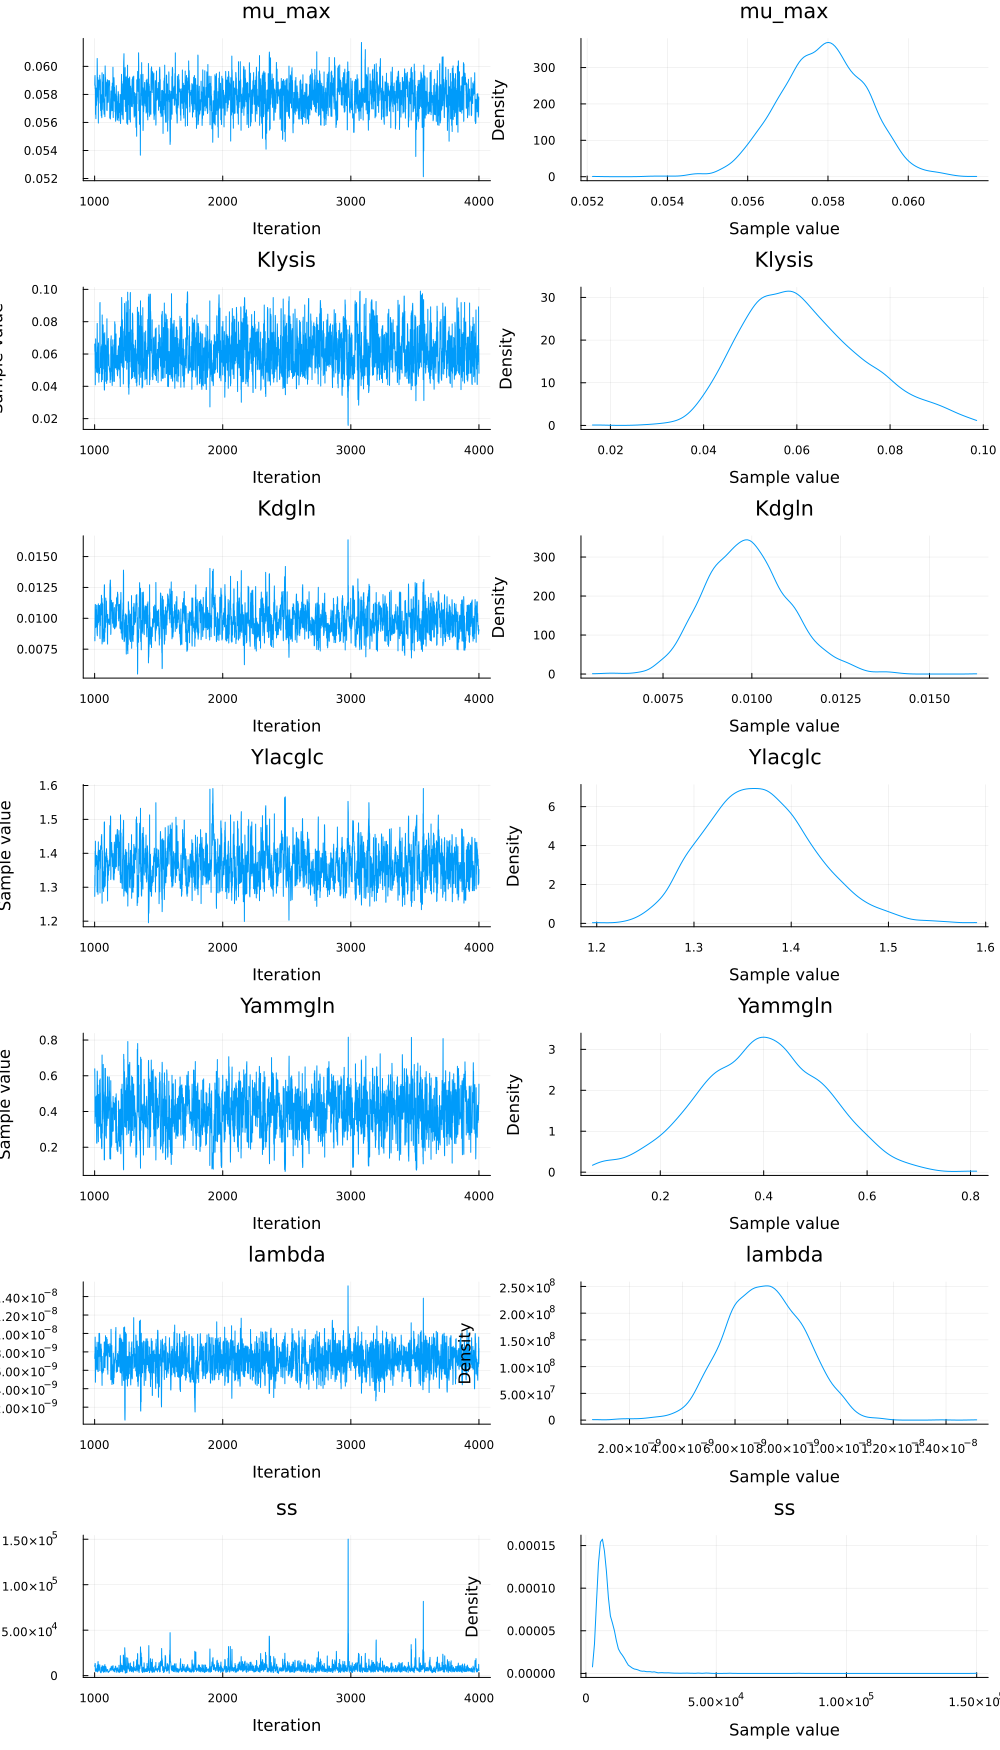 mu_max mu_max
0.060
0.058
0.056
0.054
0.052
1000 2000 3000 4000
Iteration
Density
300
200
100
0
0.052 0.054 0.056 0.058 0.060
Sample value
Klysis Klysis
0.10
0.08
0.06
0.04
0.02
1000 2000 3000 4000
Iteration
Density
30
20
10
0
0.02 0.04 0.06 0.08 0.10
Sample value
Kdgln Kdgln
0.0150
0.0125
0.0100
0.0075
1000 2000 3000 4000
Iteration
Density
300
200
100
0
0.0075 0.0100 0.0125 0.0150
Sample value
Ylacglc Ylacglc
Sample value
1.6
1.5
1.4
1.3
1.2
1000 2000 3000 4000
Iteration
Density
6
4
2
0
1.2 1.3 1.4 1.5 1.6
Sample value
Yammgln Yammgln
Sample value
0.8
0.6
0.4
0.2
1000 2000 3000 4000
Iteration
Density
3
2
1
0
0.2 0.4 0.6 0.8
Sample value
lambda lambda
1000 2000 3000 4000
Iteration
Density
2.50×10⁸
2.00×10⁸
1.50×10⁸
1.00×10⁸
5.00×10⁷
0
Sample value
ss ss
1.50×10⁵
1.00×10⁵
5.00×10⁴
0
1000 2000 3000 4000
Iteration
Density
0.00015
0.00010
0.00005
0.00000
0 5.00×10⁴ 1.00×10⁵
Sample value